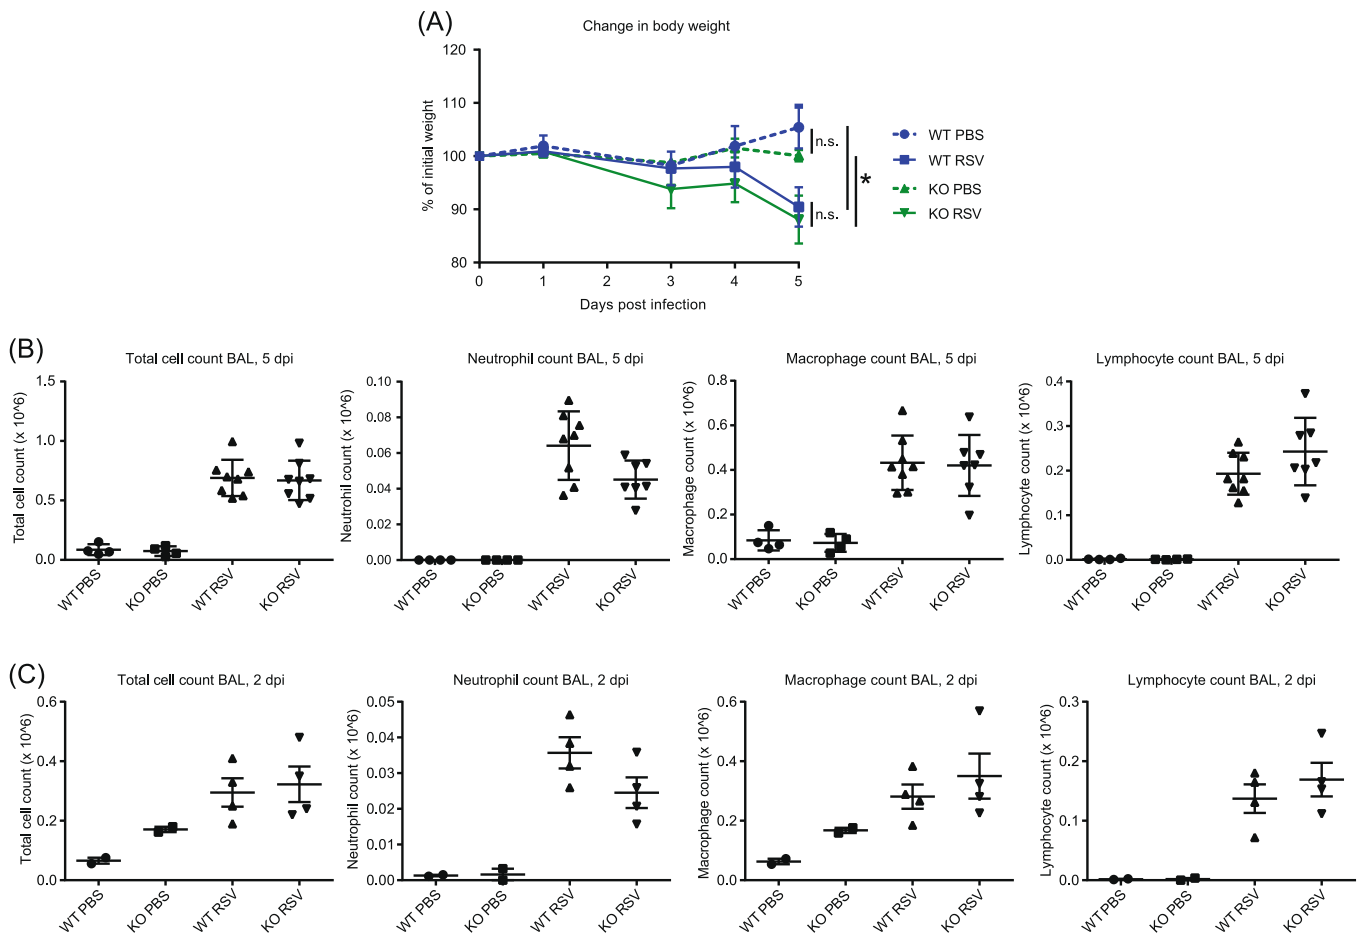 (A)
Change in body weight
120
110
100
90
80
% of initial weight
0 1 2 3 4 5
Days post infection
n.s.
n.s.
*
WT PBS
WT RSV
KO PBS
KO RSV
(B)
Total cell count BAL, 5 dpi
Total cell count (x 10^6)
1.5
1.0
0.5
0.0
WT PBS
KO PBS
WT RSV
KO RSV
Neutrophil count BAL, 5 dpi
Neutrophil count (x 10^6)
0.10
0.08
0.06
0.04
0.02
0.00
WT PBS
KO PBS
WT RSV
KO RSV
Macrophage count BAL, 5 dpi
Macrophage count (x 10^6)
0.8
0.6
0.4
0.2
0.0
WT PBS
KO PBS
WT RSV
KO RSV
Lymphocyte count BAL, 5 dpi
Lymphocyte count (x 10^6)
0.4
0.3
0.2
0.1
0.0
WT PBS
KO PBS
WT RSV
KO RSV
(C)
Total cell count BAL, 2 dpi
Total cell count (x 10^6)
0.6
0.4
0.2
0.0
WT PBS
KO PBS
WT RSV
KO RSV
Neutrophil count BAL, 2 dpi
Neutrophil count (x 10^6)
0.05
0.04
0.03
0.02
0.01
0.00
WT PBS
KO PBS
WT RSV
KO RSV
Macrophage count BAL, 2 dpi
Macrophage count (x 10^6)
0.6
0.4
0.2
0.0
WT PBS
KO PBS
WT RSV
KO RSV
Lymphocyte count BAL, 2 dpi
Lymphocyte count (x 10^6)
0.3
0.2
0.1
0.0
WT PBS
KO PBS
WT RSV
KO RSV